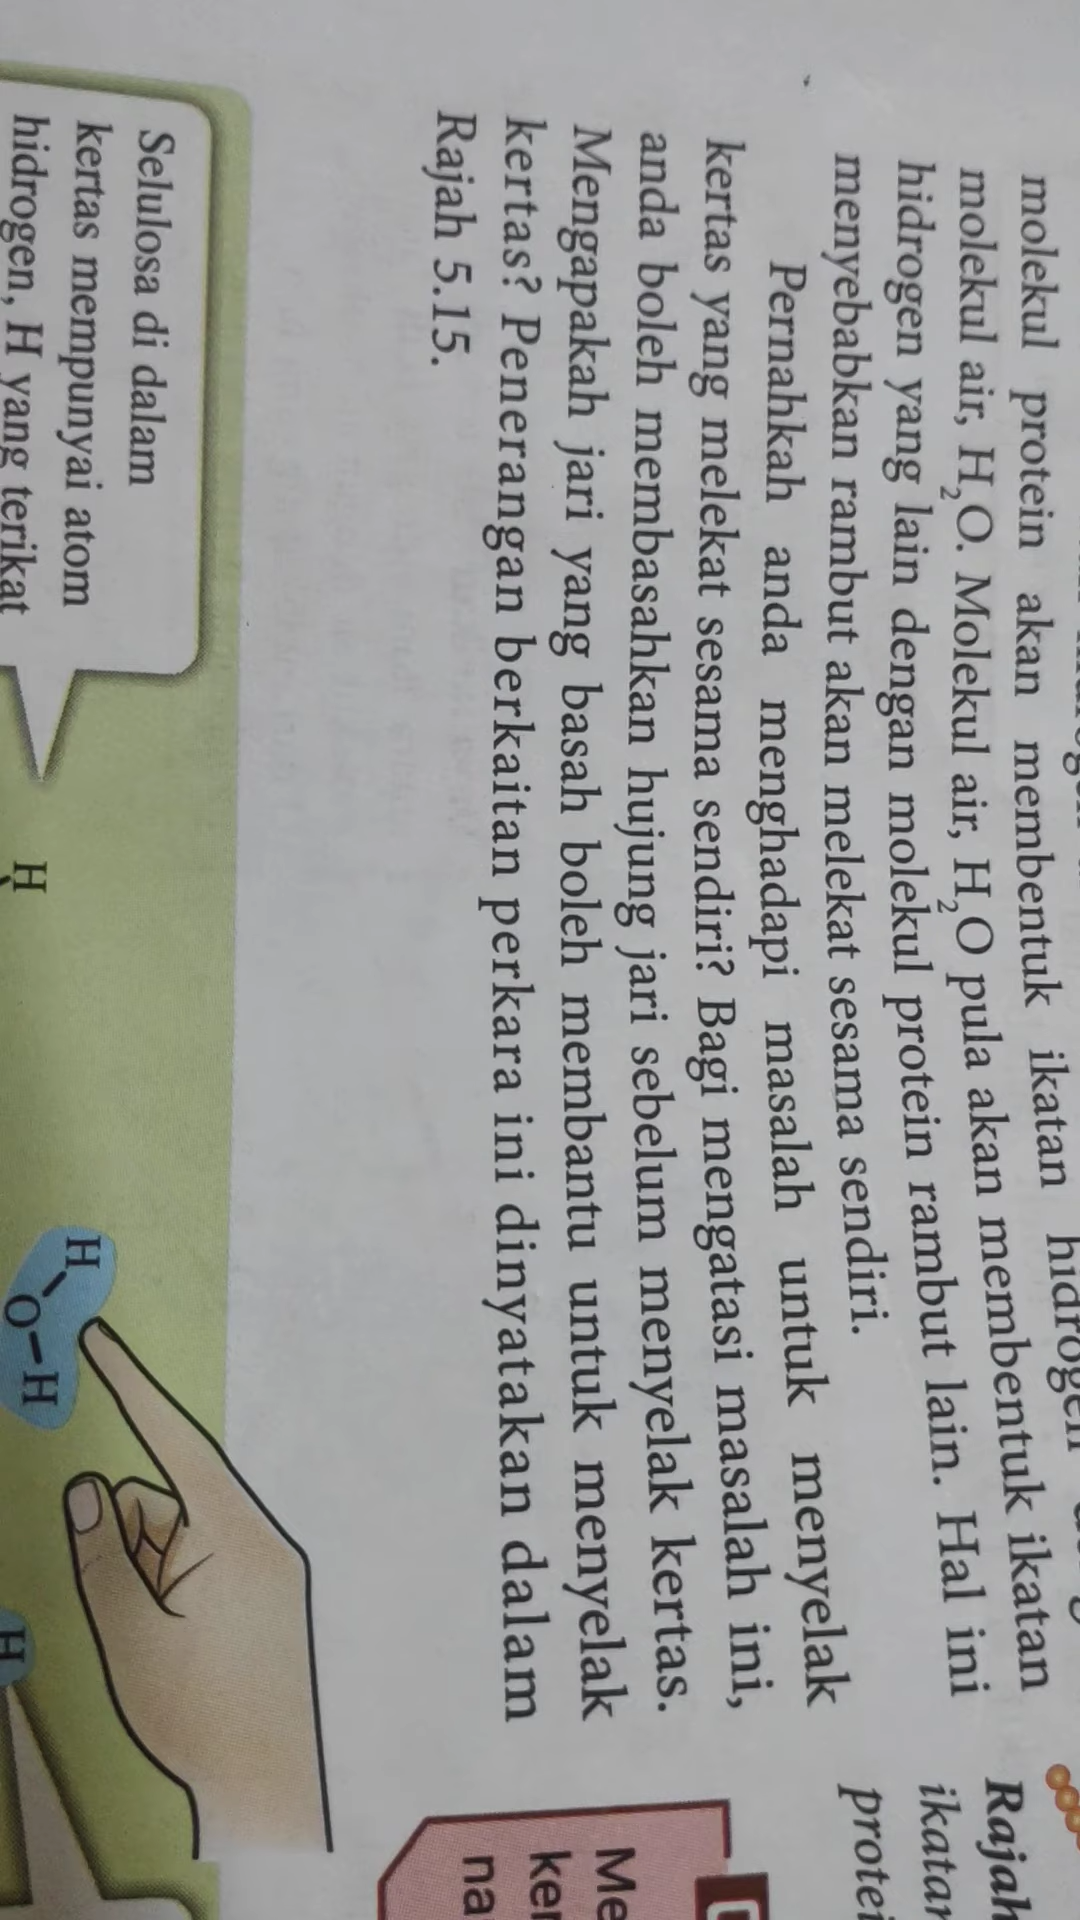 molekul protein akan membentuk ikatan hidrogen
molekul air, H₂O. Molekul air, H₂O pula akan membentuk ikatan
hidrogen yang lain dengan molekul protein rambut lain. Hal ini
menyebabkan rambut akan melekat sesama sendiri.
Pernahkah anda menghadapi masalah untuk menyelak
kertas yang melekat sesama sendiri? Bagi mengatasi masalah ini,
anda boleh membasahkan hujung jari sebelum menyelak kertas.
Mengapakah jari yang basah boleh membantu untuk menyelak
kertas? Penerangan berkaitan perkara ini dinyatakan dalam
Rajah 5.15.
Selulosa di dalam
kertas mempunyai atom
hidrogen, H yang terikat
H
H
O–H
H
Rajah
ikatan
protei
Me
ker
na